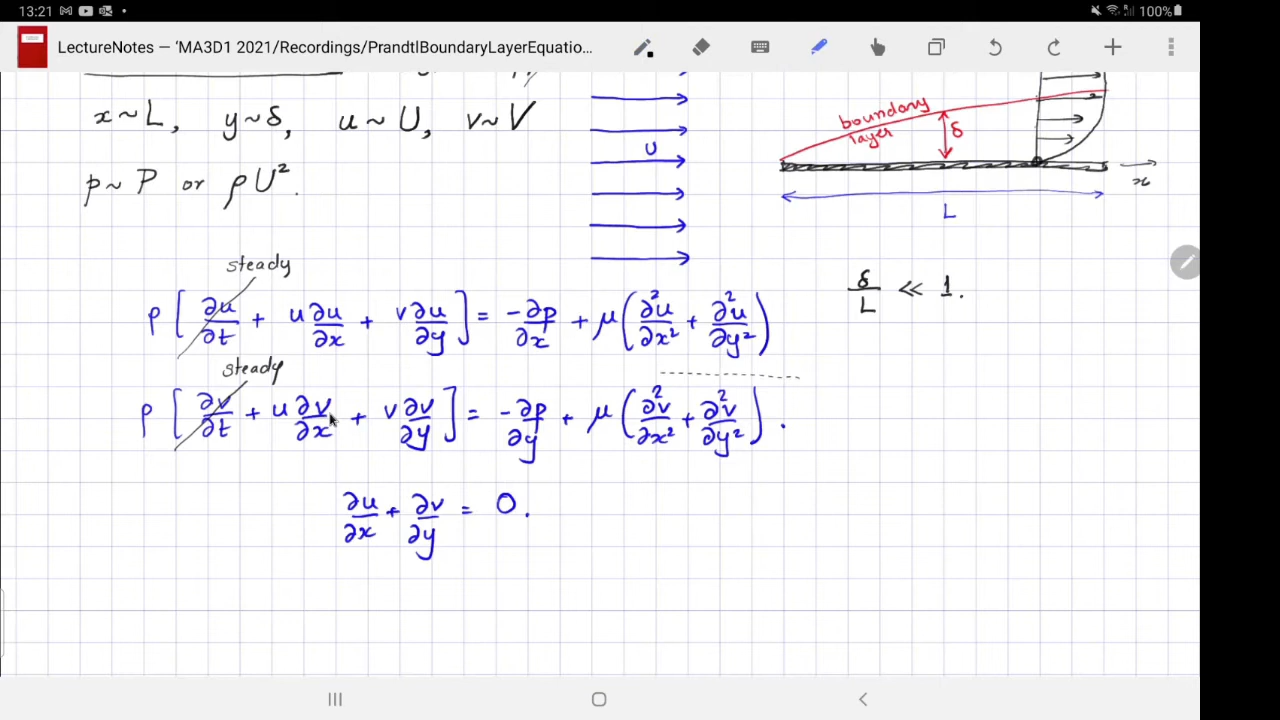 13:21 100%
LectureNotes — ‘MA3D1 2021/Recordings/PrandtlBoundaryLayerEquatio...
x ~ L, y ~ δ, u ~ U, v ~ V
p ~ P or ρU².
U
boundary layer
δ
x
L
steady
ρ [ ∂u/∂t + u ∂u/∂x + v ∂u/∂y ] = -∂p/∂x + μ ( ∂²u/∂x² + ∂²u/∂y² )
δ/L ≪ 1.
steady
ρ [ ∂v/∂t + u ∂v/∂x + v ∂v/∂y ] = -∂p/∂y + μ ( ∂²v/∂x² + ∂²v/∂y² ).
∂u/∂x + ∂v/∂y = 0.